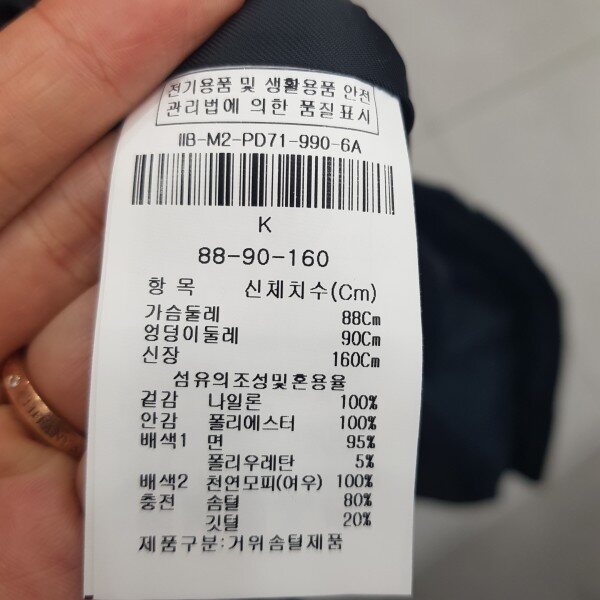 전기용품 및 생활용품 안전
관리법에 의한 품질표시
IIB-M2-PD71-990-6A
K
88-90-160
항 목 신체치수(Cm)
가슴둘레 88Cm
엉덩이둘레 90Cm
신장 160Cm
섬유의조성및혼용율
겉감 나일론 100%
안감 폴리에스터 100%
배색1 면 95%
폴리우레탄 5%
배색2 천연모피(여우) 100%
충전 솜털 80%
깃털 20%
제품구분:거위솜털제품